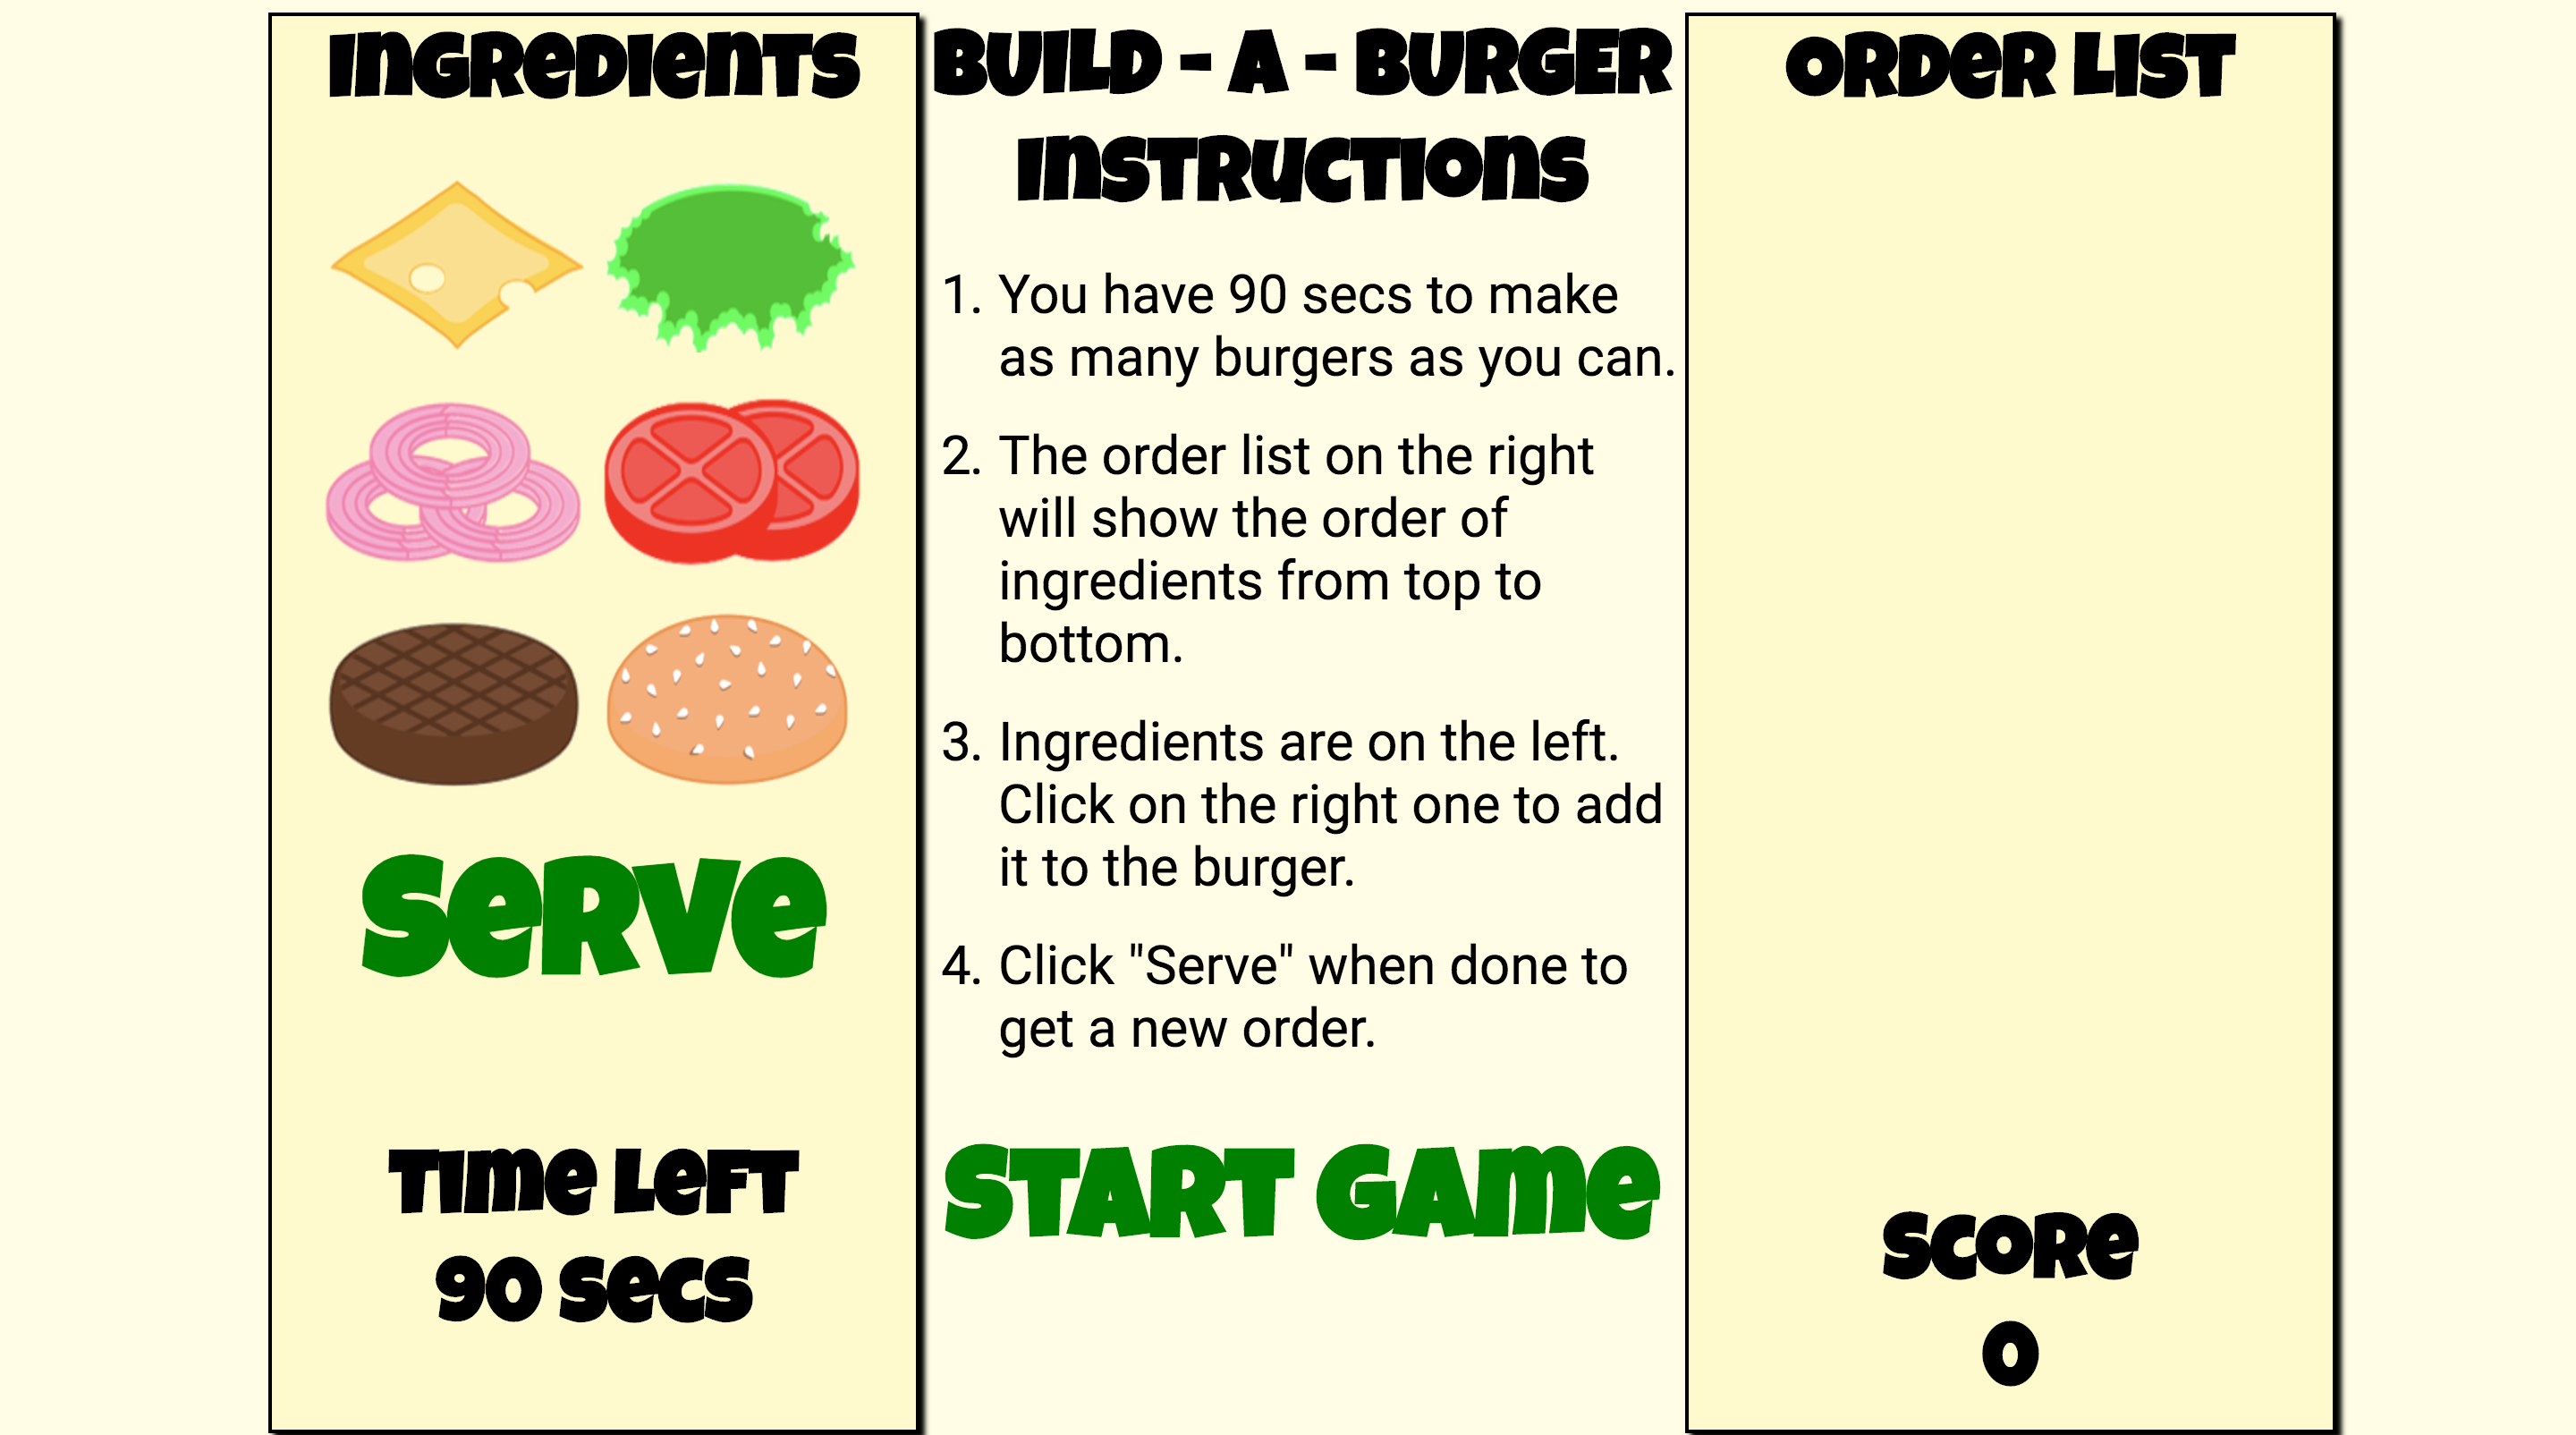 INGREDIENTS
SERVE
TIME LEFT
90 SECS
BUILD - A - BURGER
INSTRUCTIONS
1. You have 90 secs to make
as many burgers as you can.
2. The order list on the right
will show the order of
ingredients from top to
bottom.
3. Ingredients are on the left.
Click on the right one to add
it to the burger.
4. Click "Serve" when done to
get a new order.
START GAME
ORDER LIST
SCORE
0